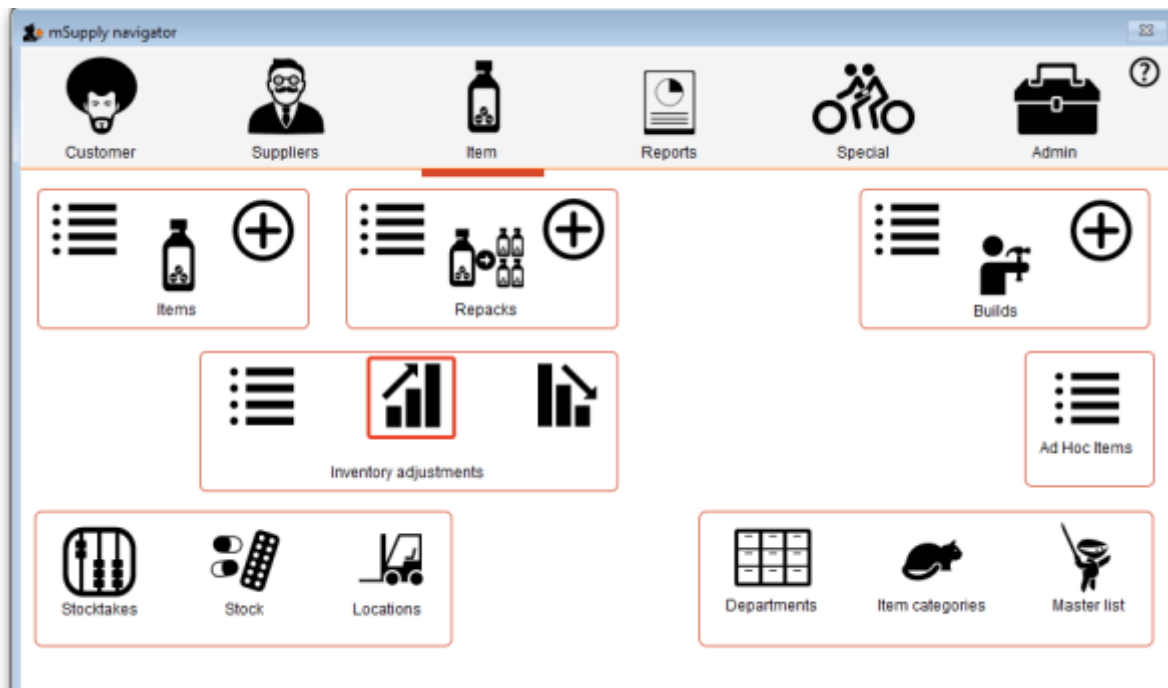 mSupply navigator
?
Customer
Suppliers
Item
Reports
Special
Admin
Items
Repacks
Builds
Inventory adjustments
Ad Hoc Items
Stocktakes
Stock
Locations
Departments
Item categories
Master list